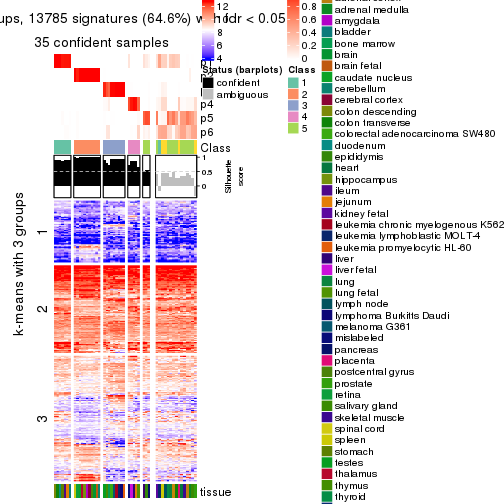 ups, 13785 signatures (64.6%) with fdr < 0.05
35 confident samples
p4
p5
p6
Class
1
0.5
0
Silhouette
score
k-means with 3 groups
1
2
3
tissue
12
10
8
6
4
Status (barplots)
confident
ambiguous
0.8
0.6
0.4
0.2
0
Class
1
2
3
4
5
adrenal medulla
amygdala
bladder
bone marrow
brain
brain fetal
caudate nucleus
cerebellum
cerebral cortex
colon descending
colon transverse
colorectal adenocarcinoma SW480
duodenum
epididymis
heart
hippocampus
ileum
jejunum
kidney fetal
leukemia chronic myelogenous K562
leukemia lymphoblastic MOLT-4
leukemia promyelocytic HL-60
liver
liver fetal
lung
lung fetal
lymph node
lymphoma Burkitts Daudi
melanoma G361
mislabeled
pancreas
placenta
postcentral gyrus
prostate
retina
salivary gland
skeletal muscle
spinal cord
spleen
stomach
testes
thalamus
thymus
thyroid